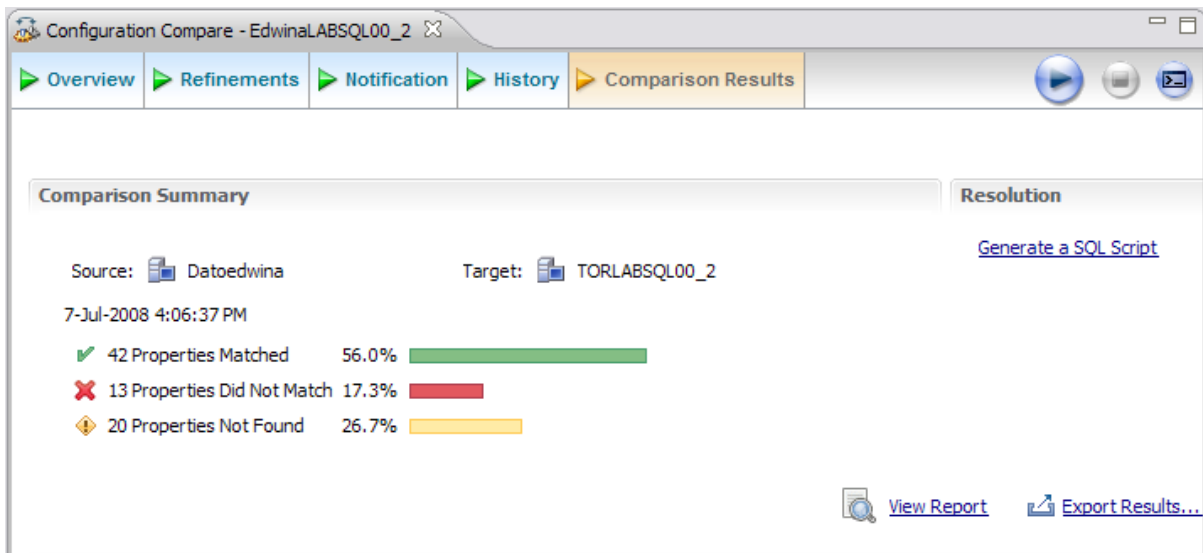 Configuration Compare - EdwinaLABSQL00_2
Overview Refinements Notification History Comparison Results
Comparison Summary
Resolution
Generate a SQL Script
Source: Datoedwina Target: TORLABSQL00_2
7-Jul-2008 4:06:37 PM
42 Properties Matched 56.0%
13 Properties Did Not Match 17.3%
20 Properties Not Found 26.7%
View Report Export Results...